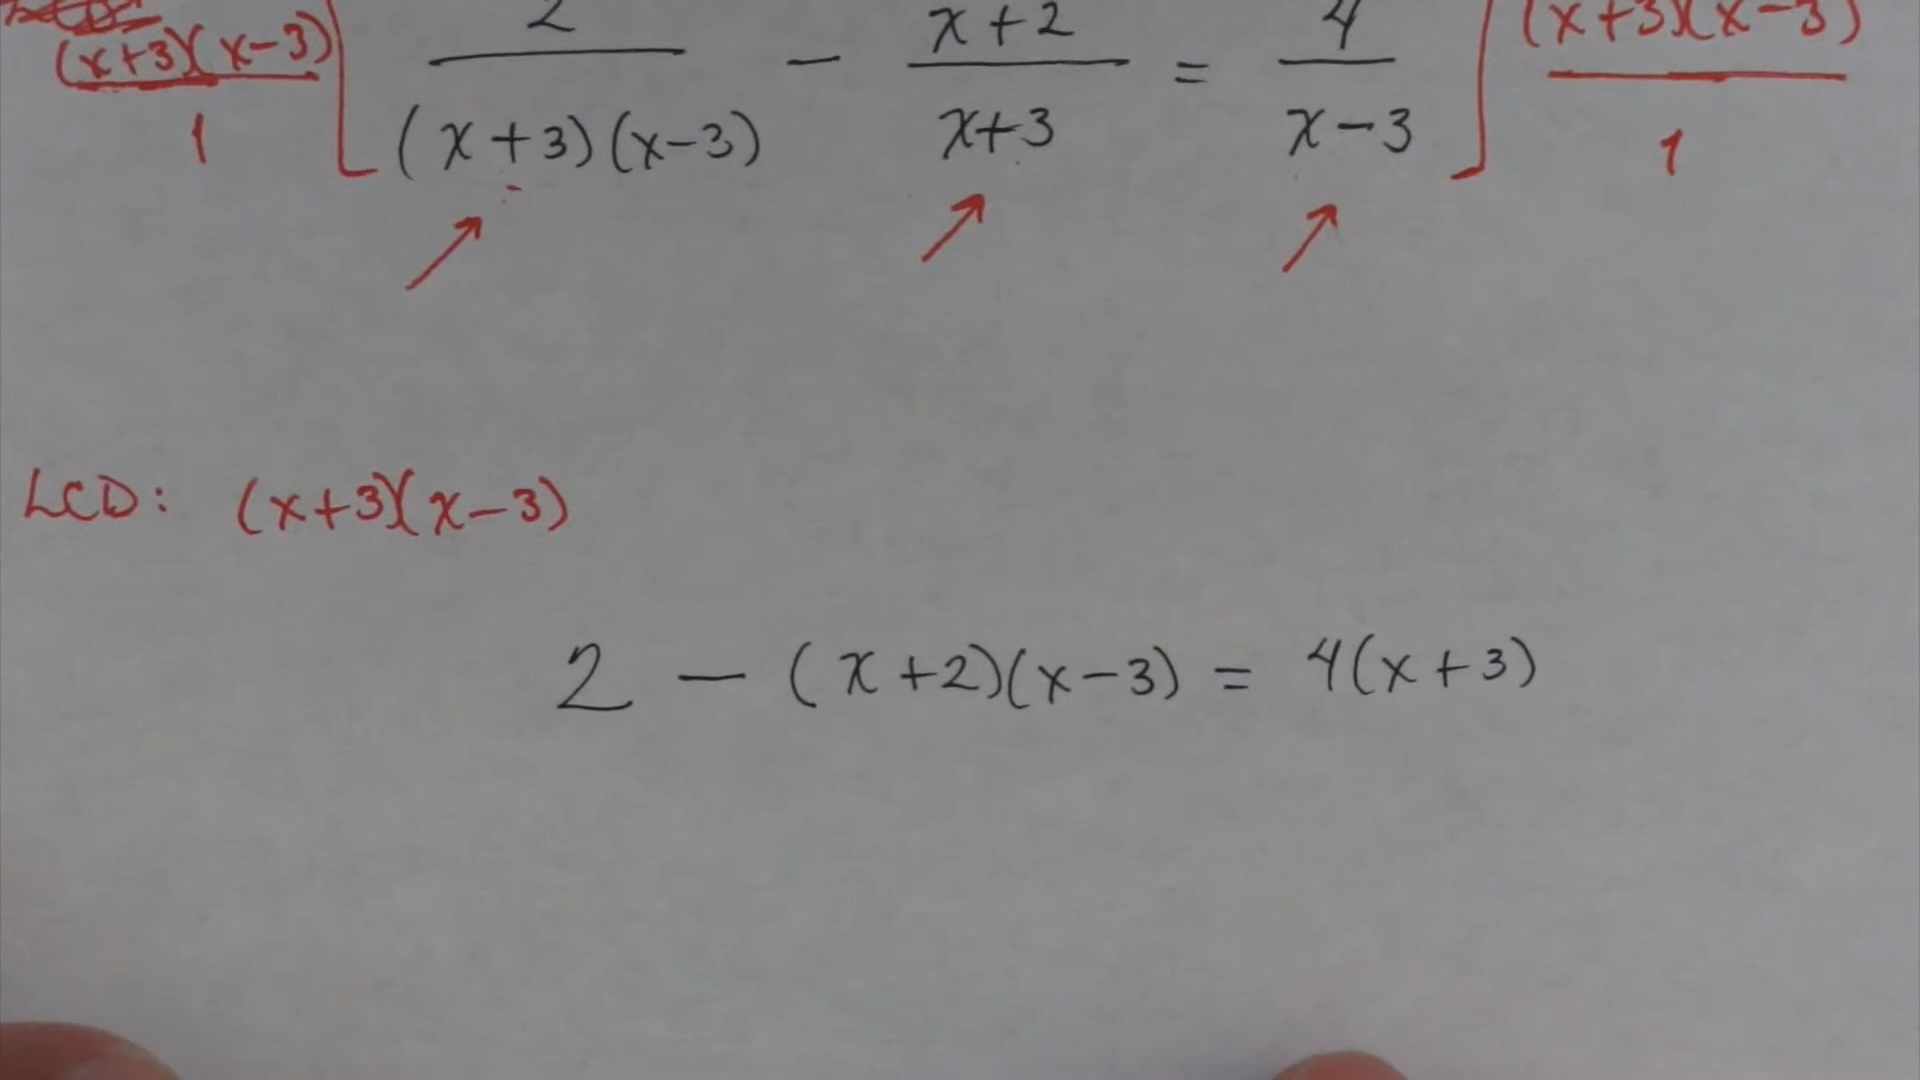 (x+3)(x-3)/1 [ 2/((x+3)(x-3)) - (x+2)/(x+3) = 4/(x-3) ] (x+3)(x-3)/1
LCD: (x+3)(x-3)
2 - (x+2)(x-3) = 4(x+3)